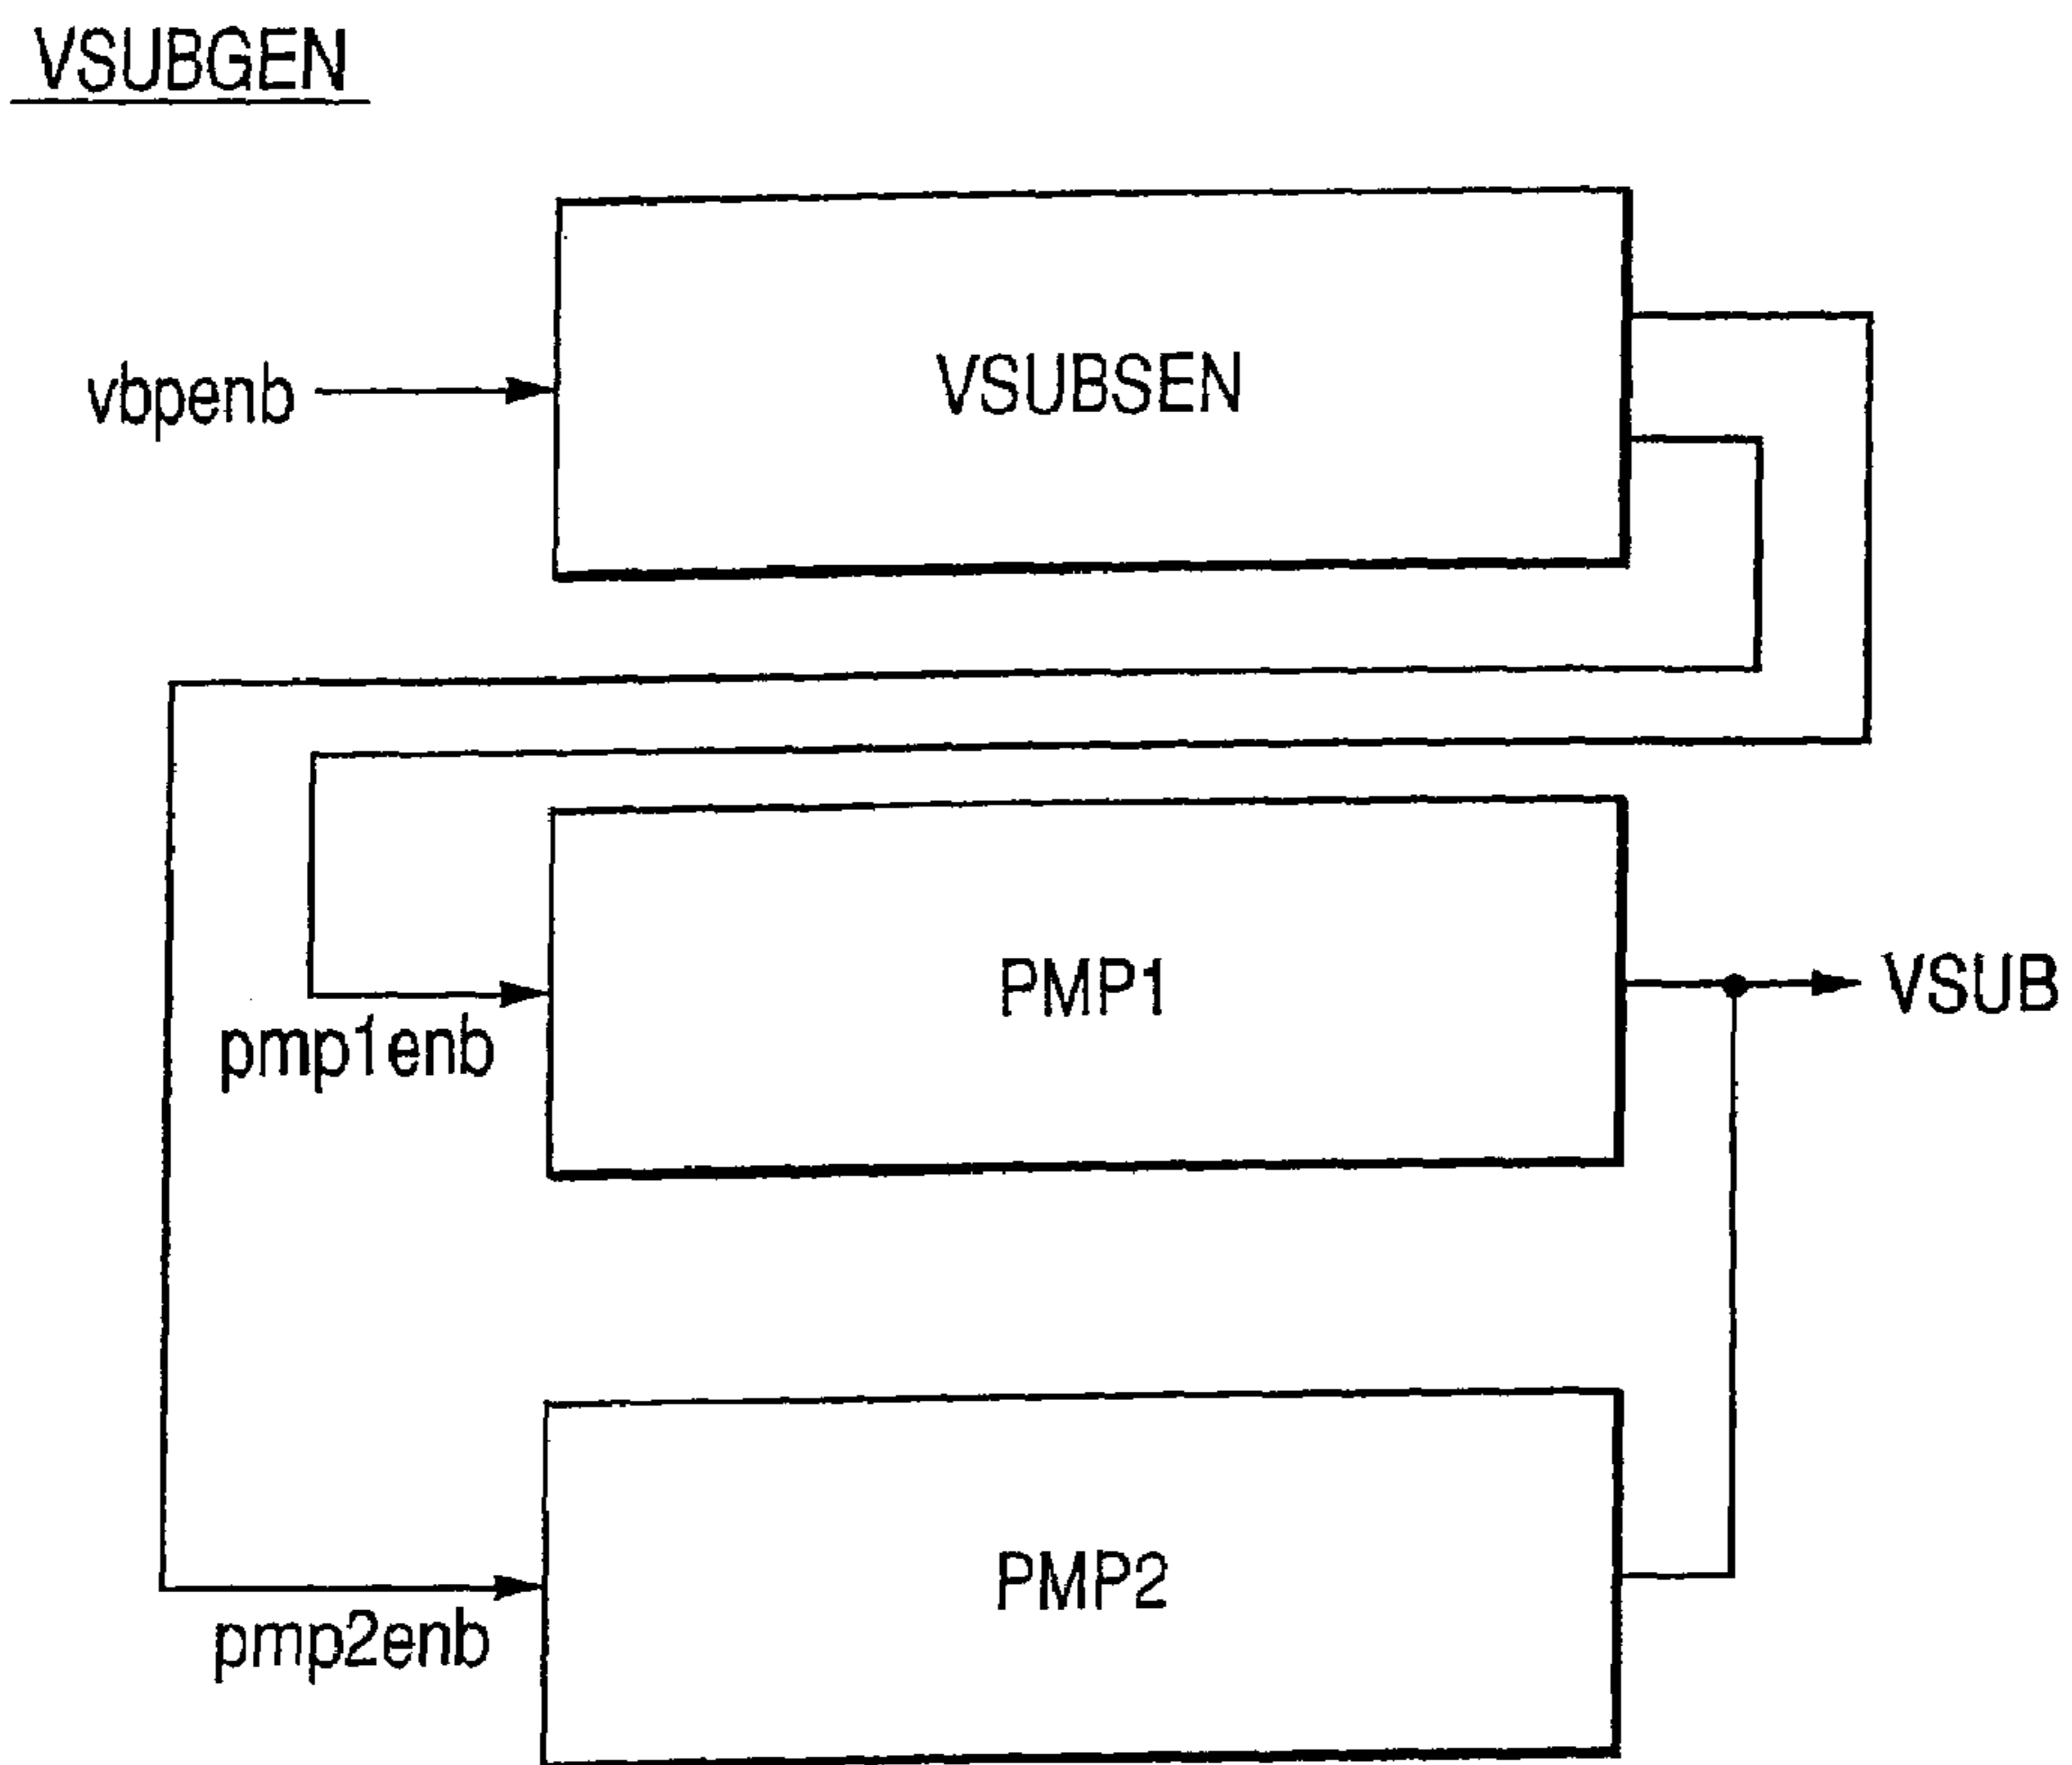 VSUBGEN
vbpenb
VSUBSEN
PMP1
VSUB
pmp1enb
PMP2
pmp2enb